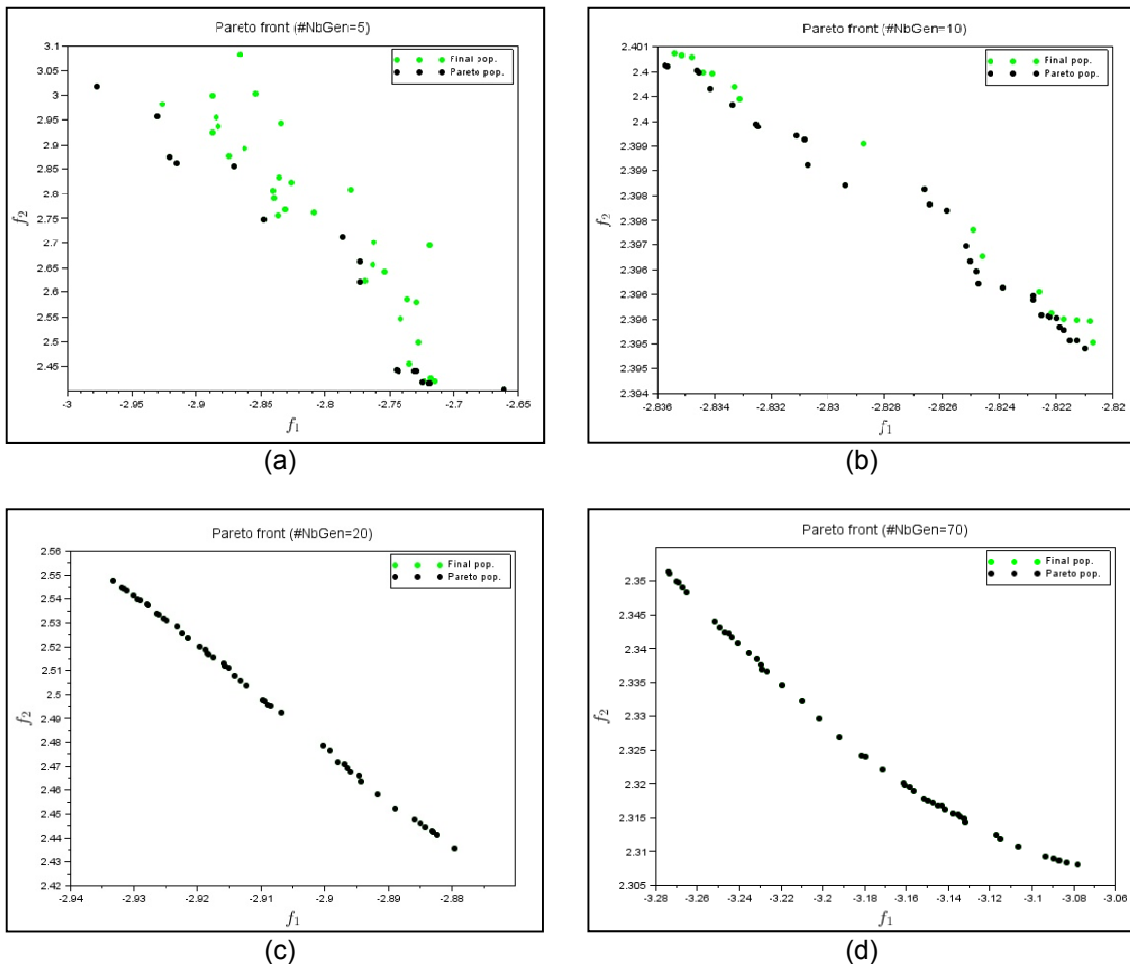 Pareto front (#NbGen=5)
Final pop.
Pareto pop.
f2
3.1
3.05
3
2.95
2.9
2.85
2.8
2.75
2.7
2.65
2.6
2.55
2.5
2.45
-3 -2.95 -2.9 -2.85 -2.8 -2.75 -2.7 -2.65
f1
(a)
Pareto front (#NbGen=10)
Final pop.
Pareto pop.
f2
2.401
2.4
2.4
2.399
2.399
2.398
2.398
2.397
2.396
2.396
2.395
2.395
2.394
-2.836 -2.834 -2.832 -2.83 -2.828 -2.826 -2.824 -2.822 -2.82
f1
(b)
Pareto front (#NbGen=20)
Final pop.
Pareto pop.
f2
2.56
2.55
2.54
2.53
2.52
2.51
2.5
2.49
2.48
2.47
2.46
2.45
2.44
2.43
2.42
-2.94 -2.93 -2.92 -2.91 -2.9 -2.89 -2.88
f1
(c)
Pareto front (#NbGen=70)
Final pop.
Pareto pop.
f2
2.35
2.345
2.34
2.335
2.33
2.325
2.32
2.315
2.31
2.305
-3.28 -3.26 -3.24 -3.22 -3.2 -3.18 -3.16 -3.14 -3.12 -3.1 -3.08 -3.06
f1
(d)